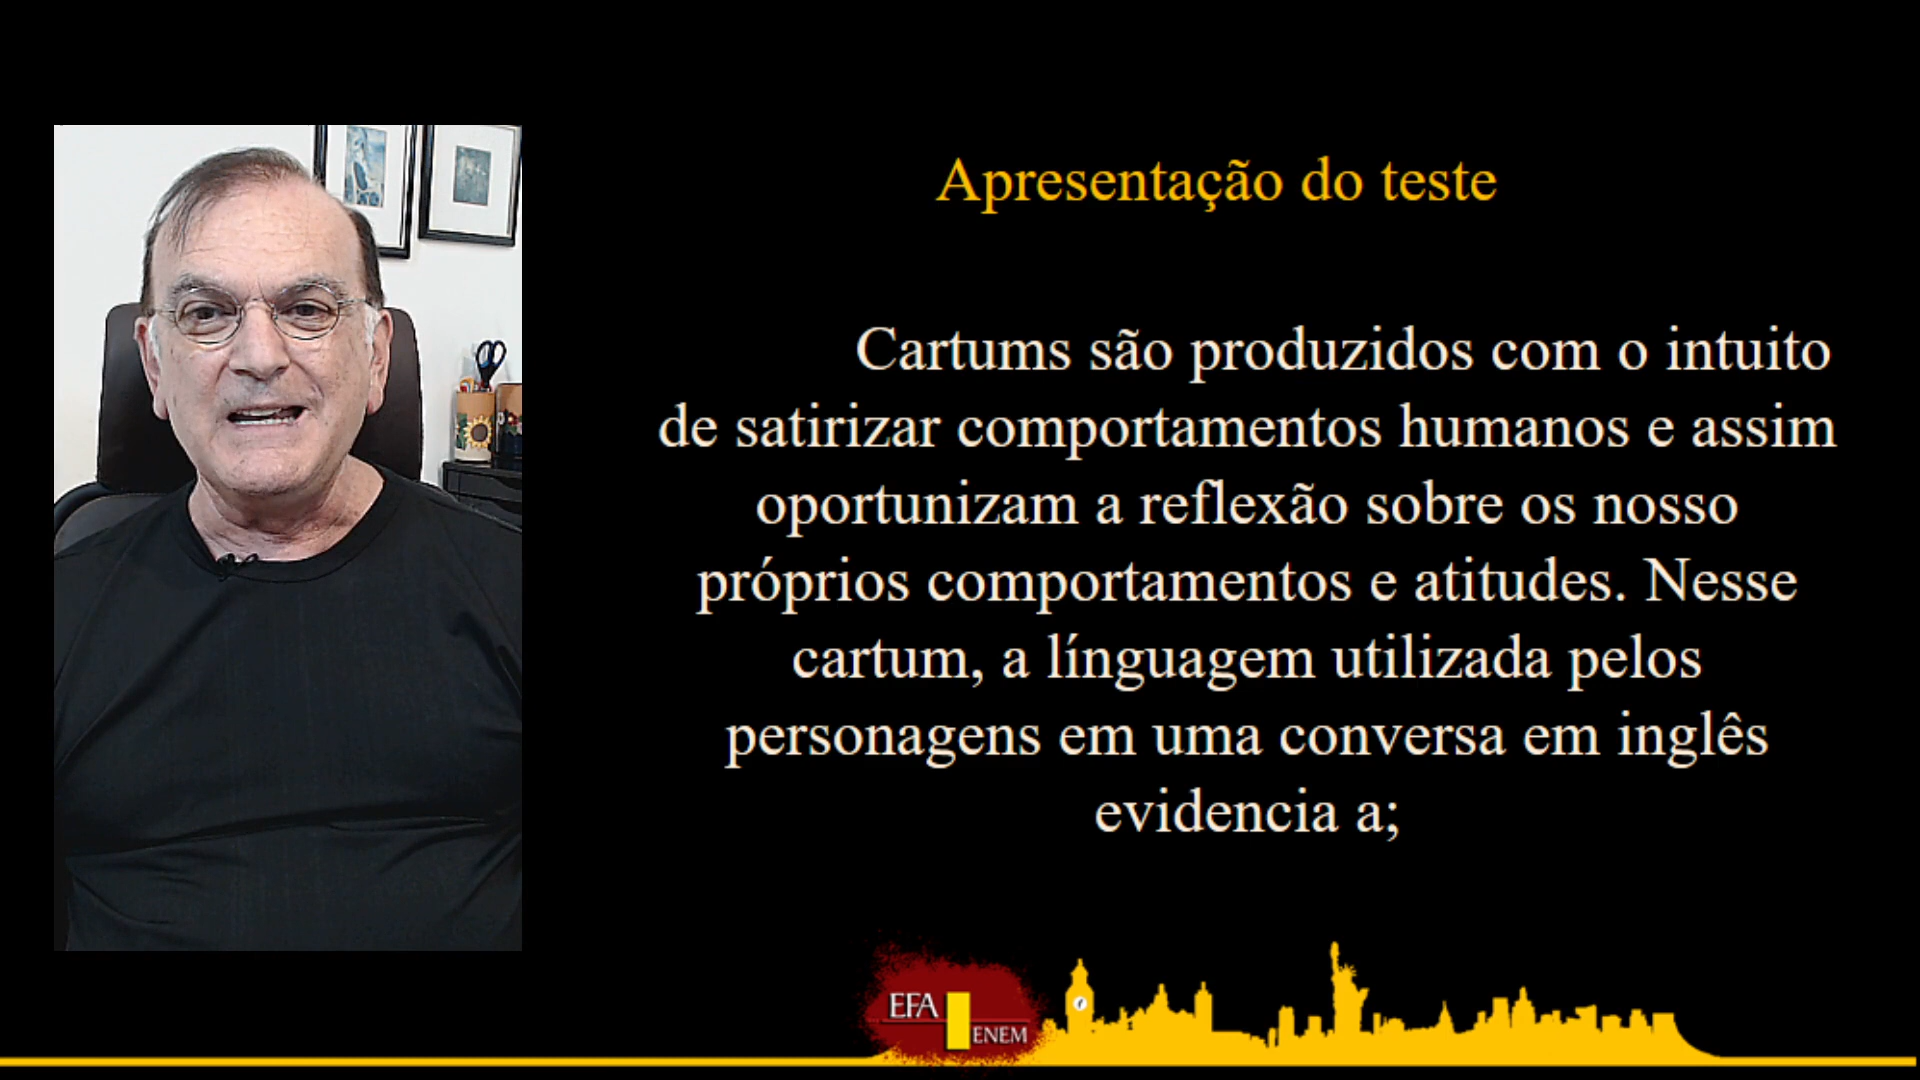 Apresentação do teste
Cartums são produzidos com o intuito
de satirizar comportamentos humanos e assim
oportunizam a reflexão sobre os nosso
próprios comportamentos e atitudes. Nesse
cartum, a línguagem utilizada pelos
personagens em uma conversa em inglês
evidencia a;
EFA
ENEM